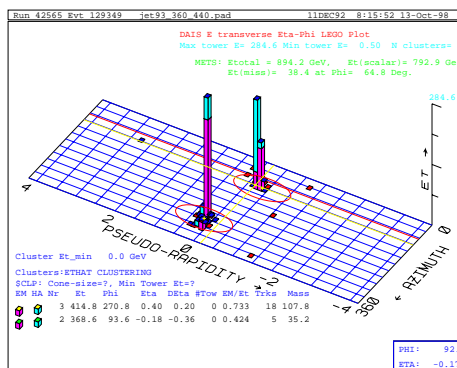 Run 42565 Evt 129349 jet93_360_440.pad 11DEC92 8:15:52 13-Oct-98
DAIS E transverse Eta-Phi LEGO Plot
Max tower E= 284.6 Min tower E= 0.50 N clusters=
METS: Etotal = 894.2 GeV, Et(scalar)= 792.9 Ge
Et(miss)= 38.4 at Phi= 64.8 Deg.
284.6
ET →
4
2
PSEUDO-RAPIDITY →
-2
-4
360
← AZIMUTH
0
Cluster Et_min 0.0 GeV
Clusters:ETHAT CLUSTERING
$CLP: Cone-size=?, Min Tower Et=?
EM HA Nr Et Phi Eta DEta #Tow EM/Et Trks Mass
3 414.8 270.8 0.40 0.20 0 0.733 18 107.8
2 368.6 93.6 -0.18 -0.36 0 0.424 5 35.2
PHI: 92.
ETA: -0.17